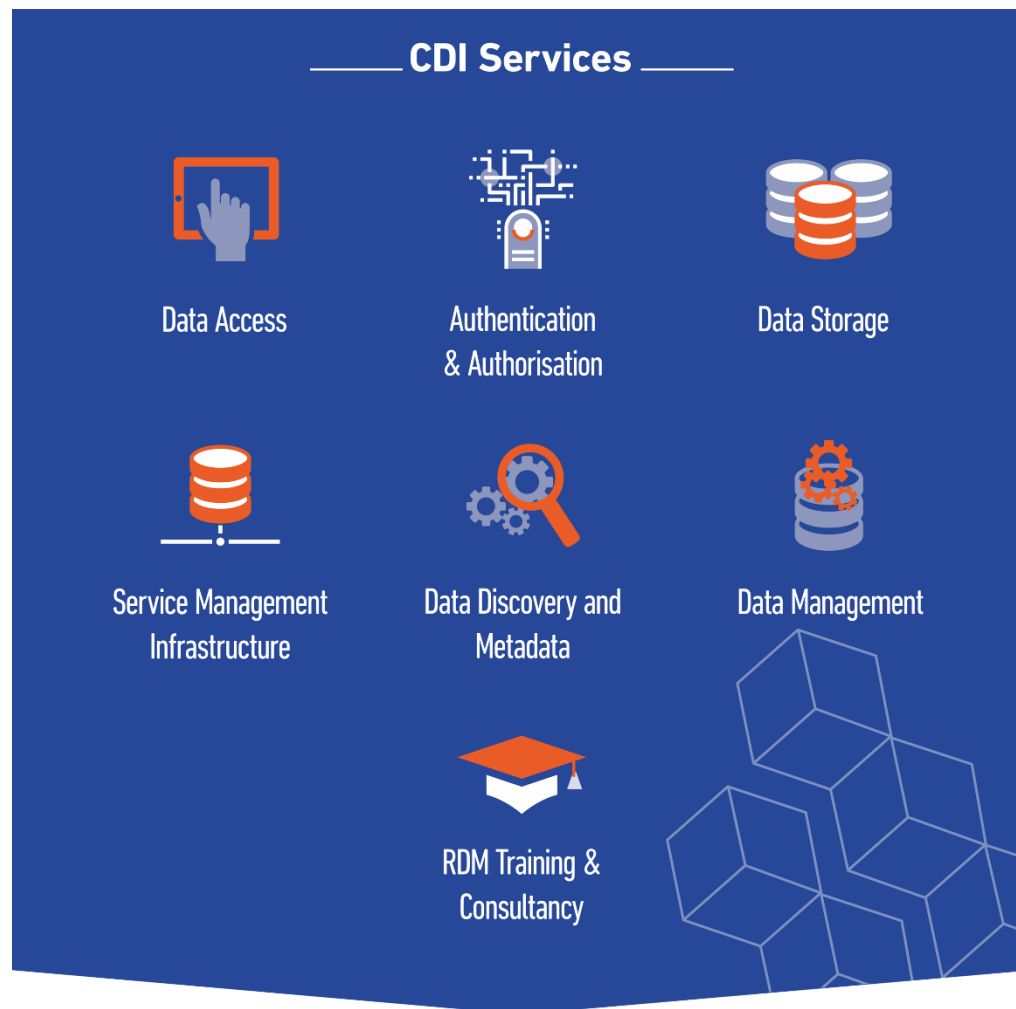 CDI Services
Data Access
Authentication
& Authorisation
Data Storage
Service Management
Infrastructure
Data Discovery and
Metadata
Data Management
RDM Training &
Consultancy